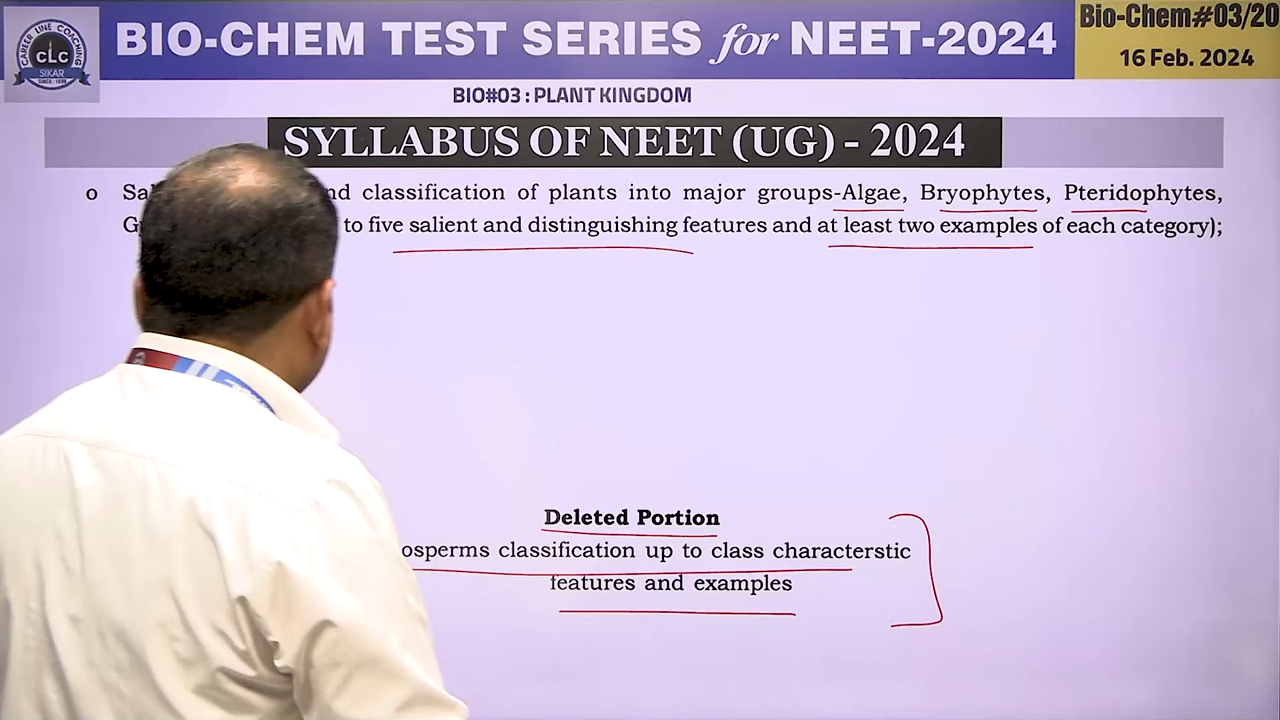 BIO-CHEM TEST SERIES for NEET-2024
Bio-Chem#03/20
16 Feb. 2024
CAREER LINE COACHING
CLC
SIKAR
BIO#03 : PLANT KINGDOM
SYLLABUS OF NEET (UG) - 2024
o classification of plants into major groups-Algae, Bryophytes, Pteridophytes,
to five salient and distinguishing features and at least two examples of each category);
Deleted Portion
osperms classification up to class characterstic
features and examples